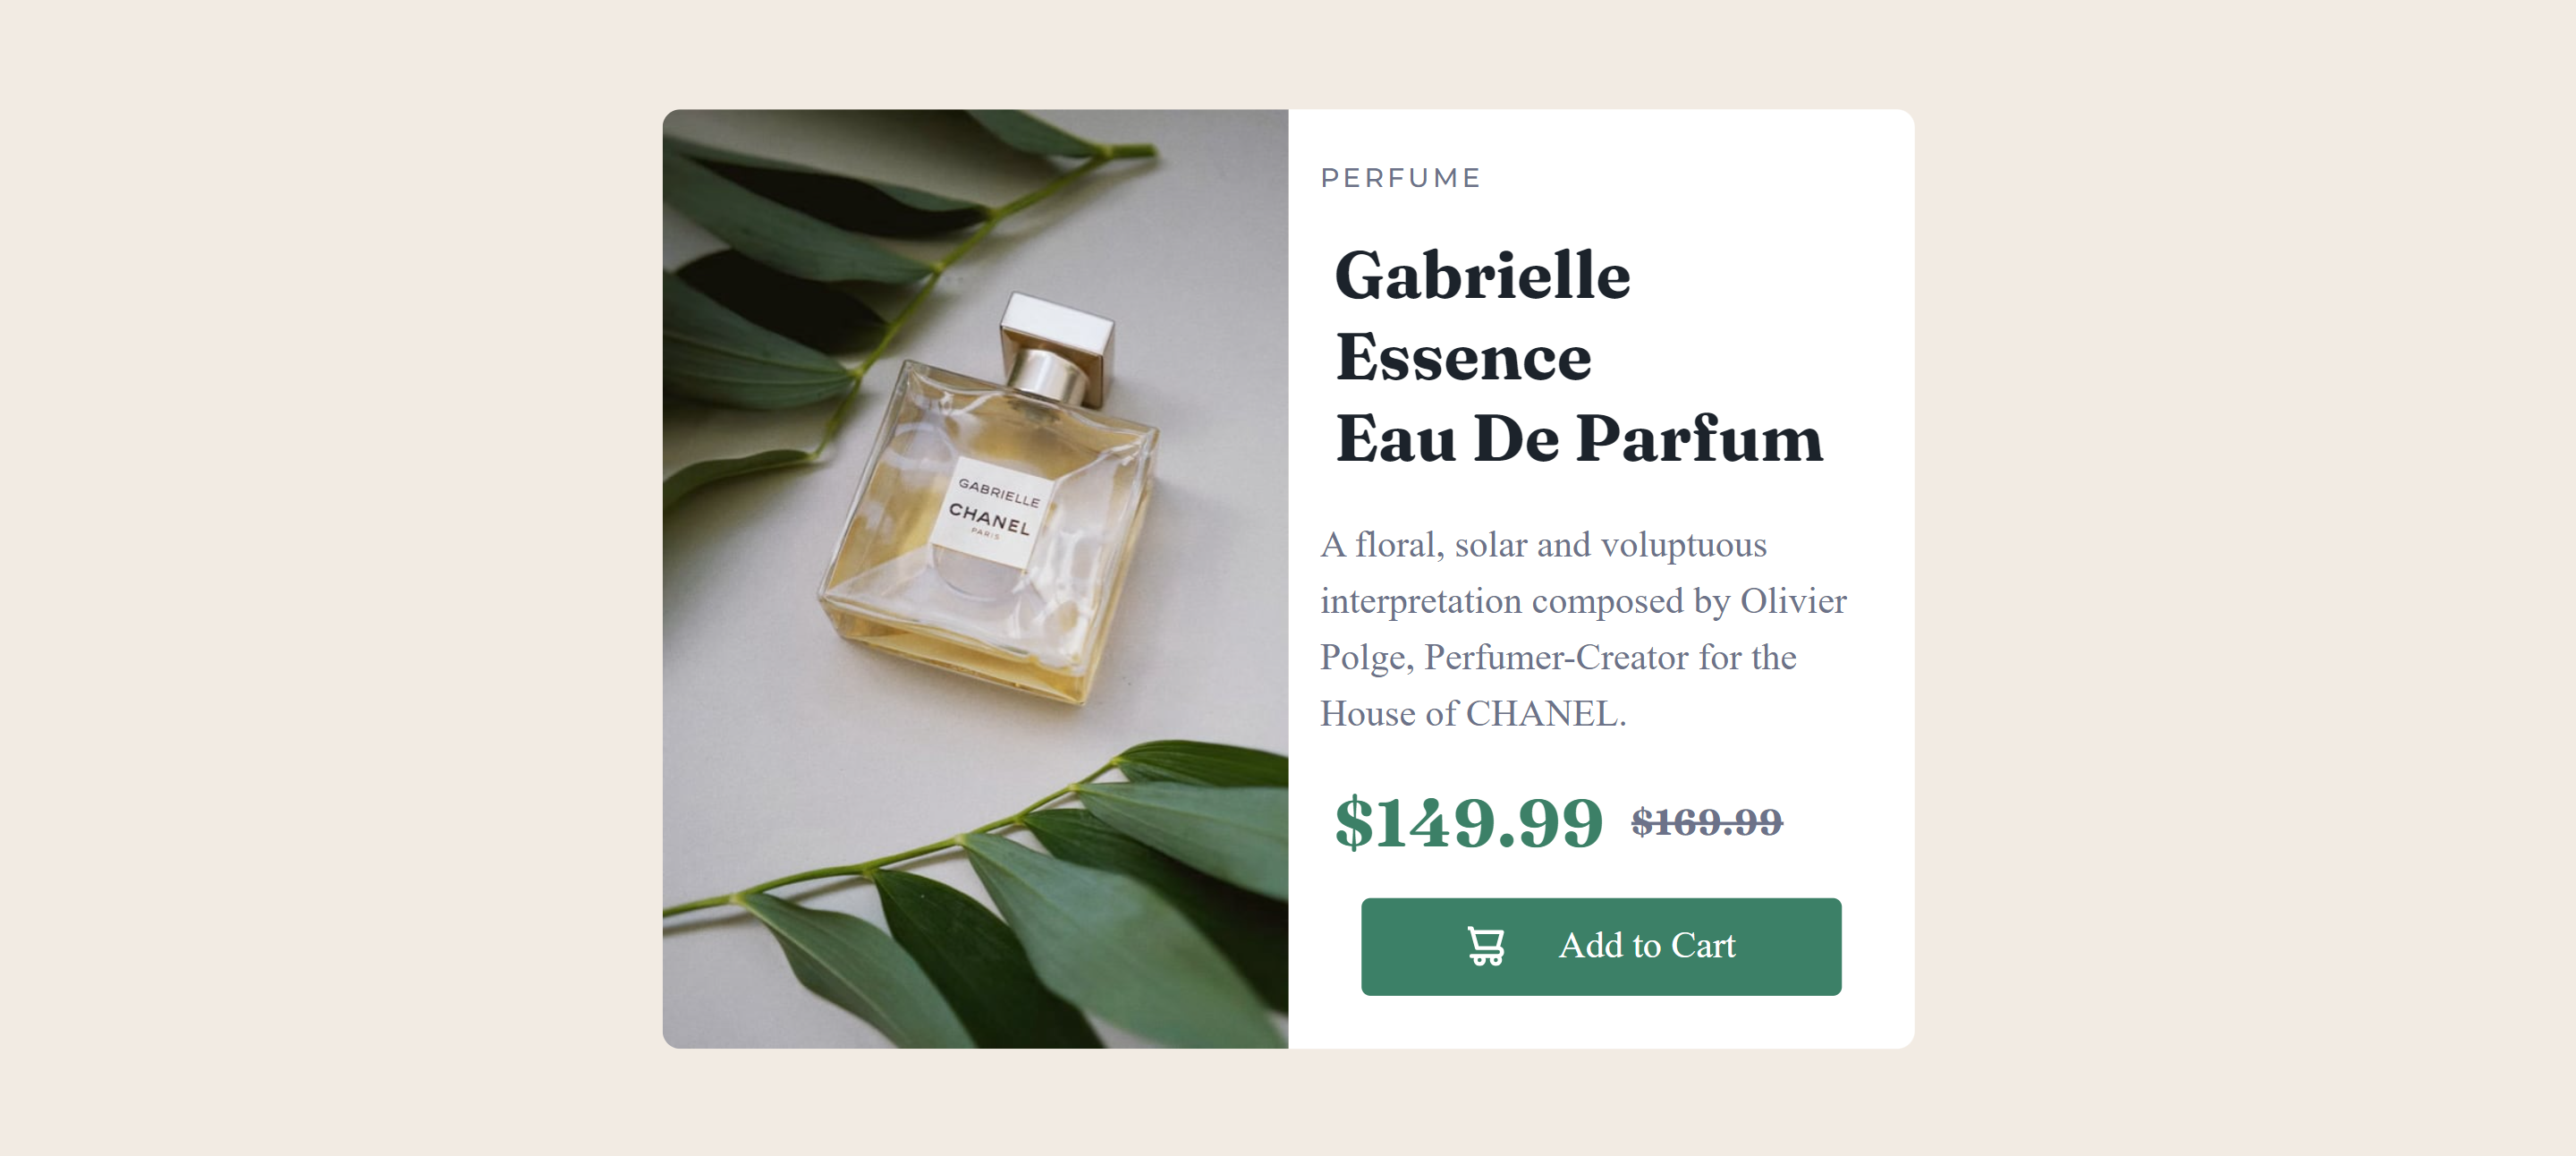 GABRIELLE
CHANEL
PARIS
PERFUME
Gabrielle
Essence
Eau De Parfum
A floral, solar and voluptuous
interpretation composed by Olivier
Polge, Perfumer-Creator for the
House of CHANEL.
$149.99 $169.99
Add to Cart